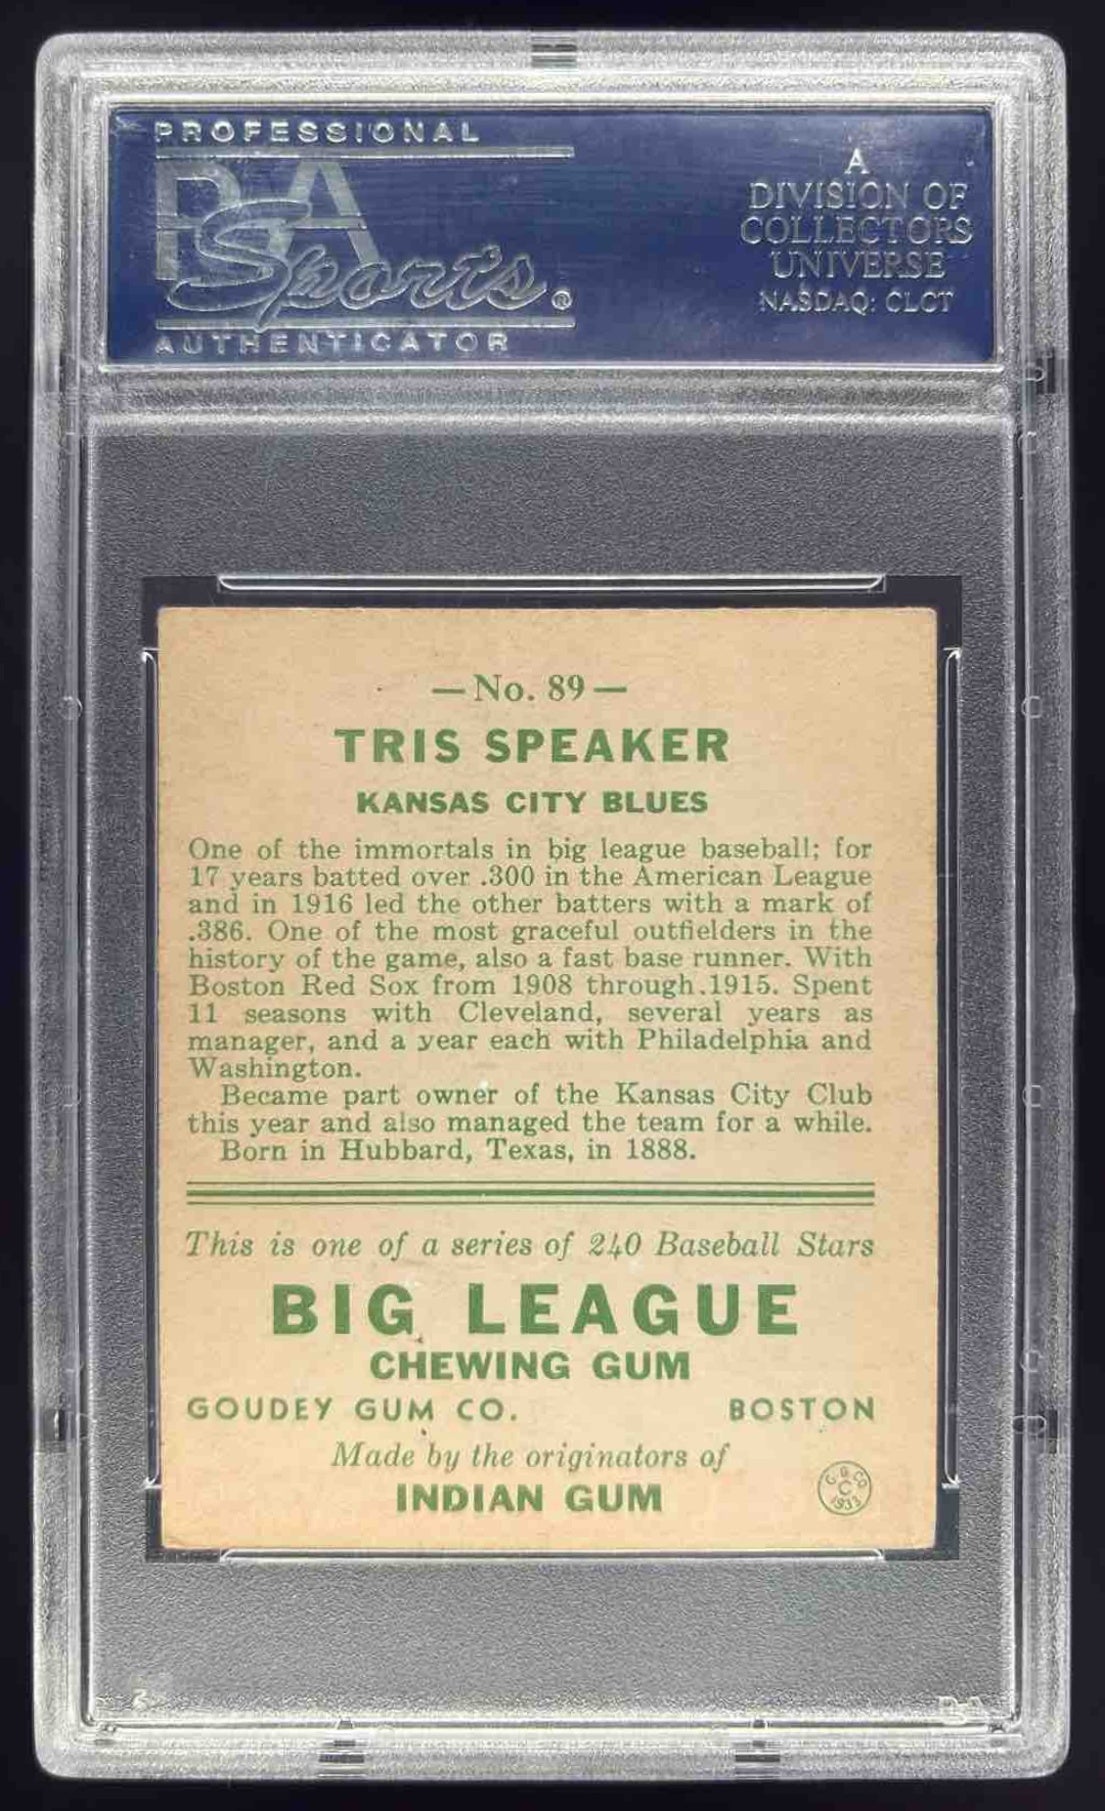 PROFESSIONAL
PSA
Sports®
AUTHENTICATOR
A
DIVISION OF
COLLECTORS
UNIVERSE
NASDAQ: CLCT
— No. 89 —
TRIS SPEAKER
KANSAS CITY BLUES
One of the immortals in big league baseball; for
17 years batted over .300 in the American League
and in 1916 led the other batters with a mark of
.386. One of the most graceful outfielders in the
history of the game, also a fast base runner. With
Boston Red Sox from 1908 through 1915. Spent
11 seasons with Cleveland, several years as
manager, and a year each with Philadelphia and
Washington.
Became part owner of the Kansas City Club
this year and also managed the team for a while.
Born in Hubbard, Texas, in 1888.
This is one of a series of 240 Baseball Stars
BIG LEAGUE
CHEWING GUM
GOUDEY GUM CO. BOSTON
Made by the originators of
INDIAN GUM
G. G. CO
C
1933
PSA